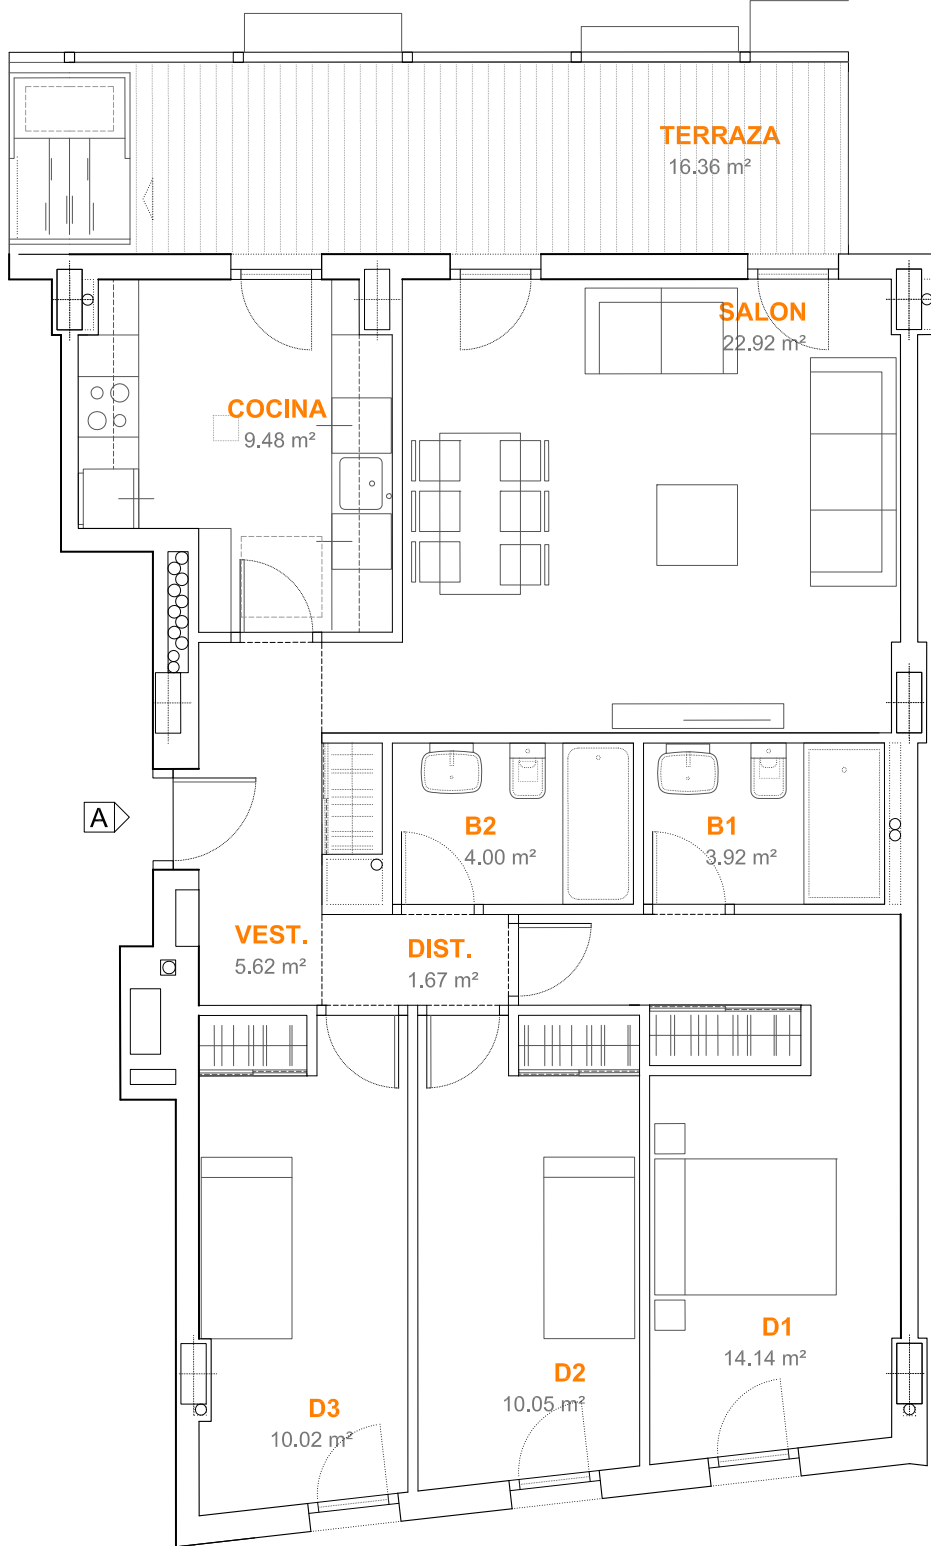 TERRAZA
16.36 m²
SALON
22.92 m²
COCINA
9.48 m²
A
B2
4.00 m²
B1
3.92 m²
VEST.
5.62 m²
DIST.
1.67 m²
D1
14.14 m²
D2
10.05 m²
D3
10.02 m²